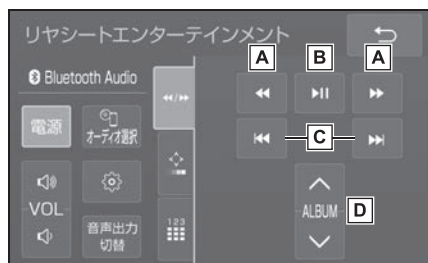 リヤシートエンターテインメント
A B A
Bluetooth Audio
電源
オーディオ選択
C
VOL
ALBUM D
音声出力
切替
123